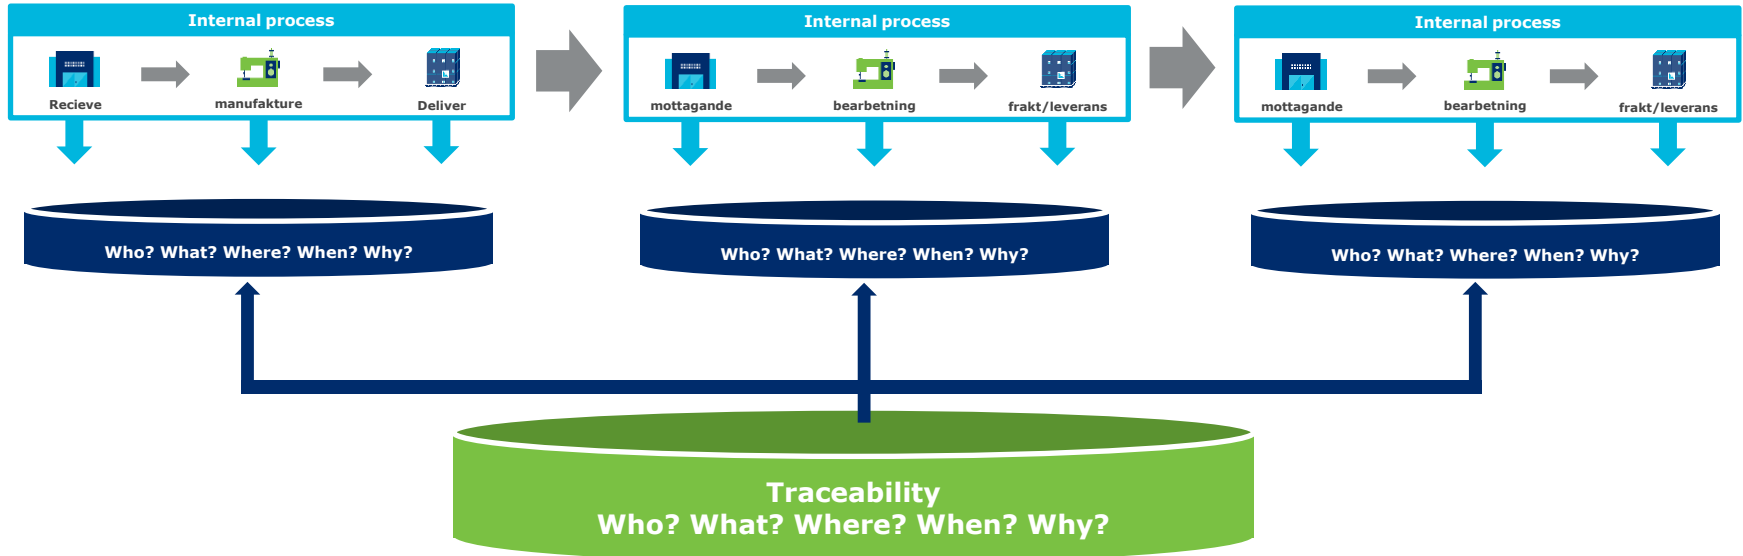 Internal process
Recieve
manufakture
Deliver
Internal process
mottagande
bearbetning
frakt/leverans
Internal process
mottagande
bearbetning
frakt/leverans
Who? What? Where? When? Why?
Who? What? Where? When? Why?
Who? What? Where? When? Why?
Traceability
Who? What? Where? When? Why?